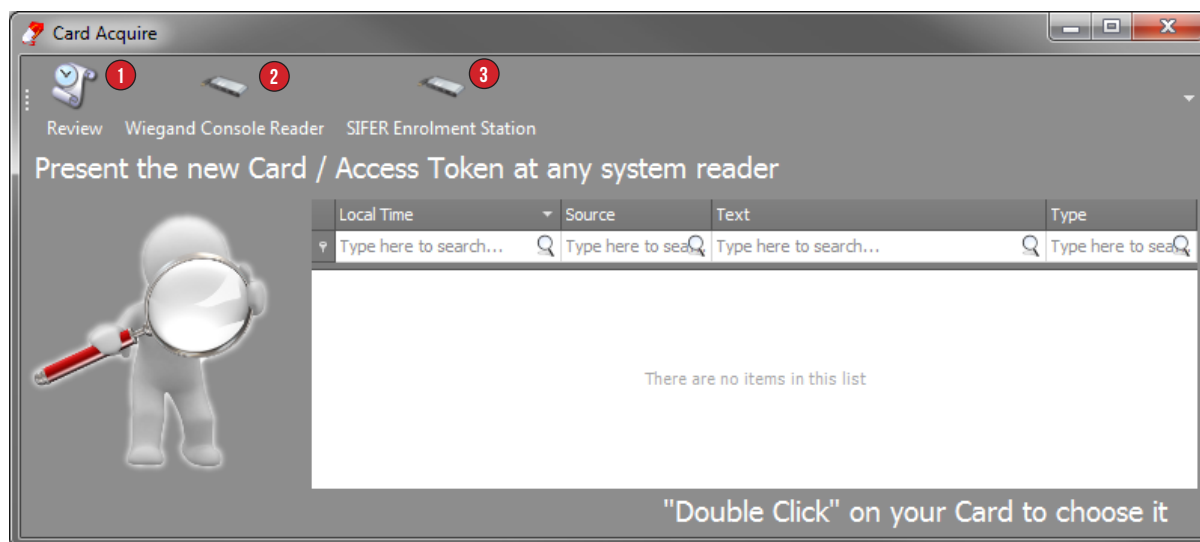 Card Acquire
1
2
3
Review Wiegand Console Reader SIFER Enrolment Station
Present the new Card / Access Token at any system reader
Local Time Source Text Type
Type here to search... Type here to sea Type here to search... Type here to sea
There are no items in this list
"Double Click" on your Card to choose it